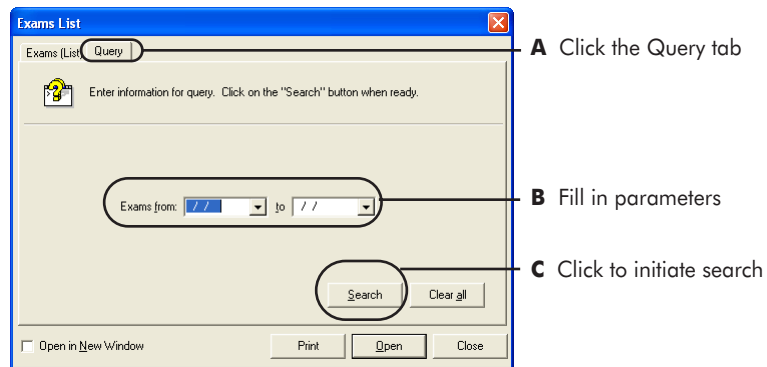 Exams List
Exams (List) Query
A Click the Query tab
Enter information for query. Click on the "Search" button when ready.
Exams from: / / to / /
B Fill in parameters
C Click to initiate search
Search Clear all
Open in New Window Print Open Close